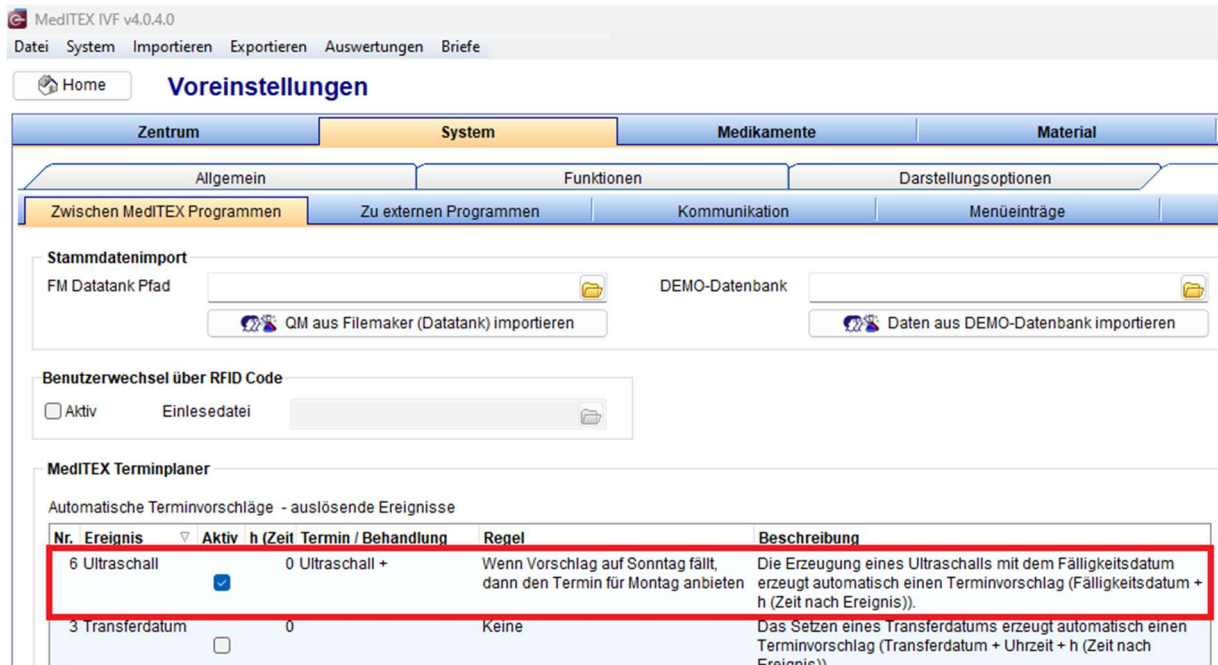 MedITEX IVF v4.0.4.0
Datei System Importieren Exportieren Auswertungen Briefe
Home Voreinstellungen
Zentrum System Medikamente Material
Allgemein Funktionen Darstellungsoptionen
Zwischen MedITEX Programmen Zu externen Programmen Kommunikation Menüeinträge
Stammdatenimport
FM Datatank Pfad DEMO-Datenbank
QM aus Filemaker (Datatank) importieren Daten aus DEMO-Datenbank importieren
Benutzerwechsel über RFID Code
Aktiv Einlesedatei
MedITEX Terminplaner
Automatische Terminvorschläge - auslösende Ereignisse
Nr. Ereignis Aktiv h (Zeit Termin / Behandlung Regel Beschreibung
6 Ultraschall 0 Ultraschall + Wenn Vorschlag auf Sonntag fällt, Die Erzeugung eines Ultraschalls mit dem Fälligkeitsdatum
dann den Termin für Montag anbieten erzeugt automatisch einen Terminvorschlag (Fälligkeitsdatum +
h (Zeit nach Ereignis)).
3 Transferdatum 0 Keine Das Setzen eines Transferdatums erzeugt automatisch einen
Terminvorschlag (Transferdatum + Uhrzeit + h (Zeit nach
Ereignis)).